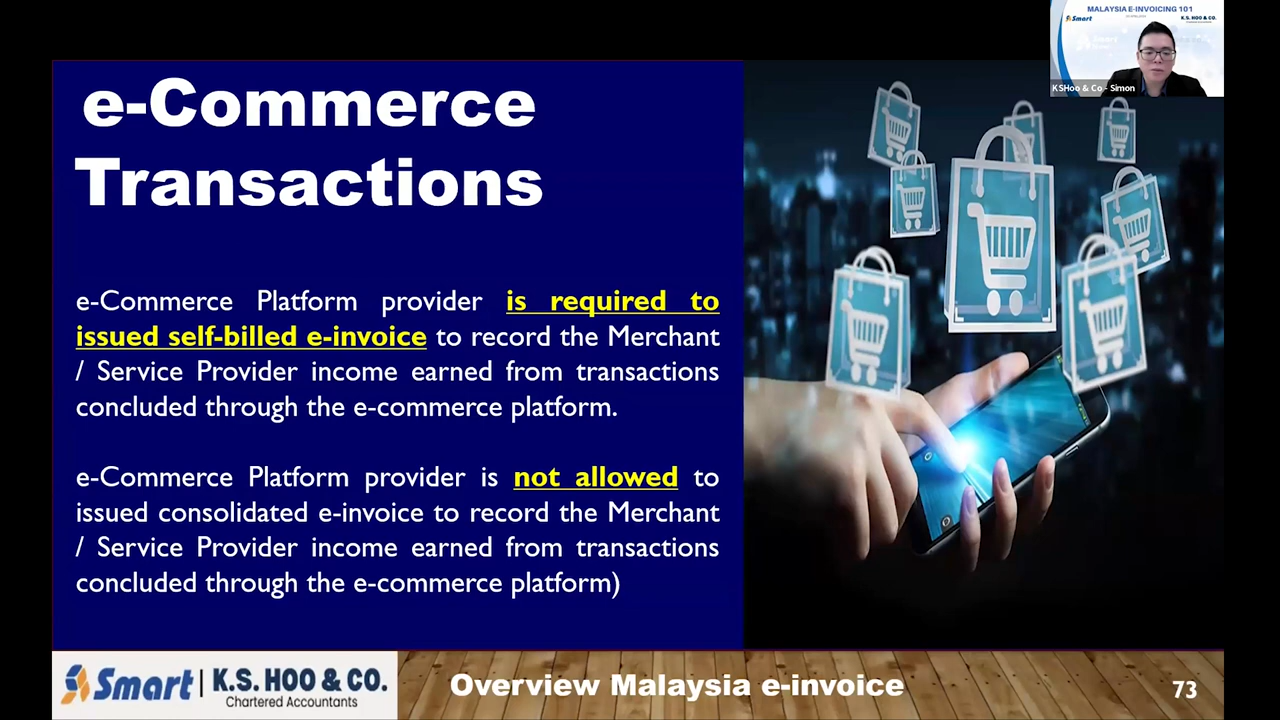 MALAYSIA E-INVOICING 101
Smart
K.S. HOO & CO.
KSHoo & Co - Simon
e-Commerce
Transactions
e-Commerce Platform provider is required to
issued self-billed e-invoice to record the Merchant
/ Service Provider income earned from transactions
concluded through the e-commerce platform.
e-Commerce Platform provider is not allowed to
issued consolidated e-invoice to record the Merchant
/ Service Provider income earned from transactions
concluded through the e-commerce platform)
Smart | K.S. HOO & CO.
Chartered Accountants
Overview Malaysia e-invoice
73